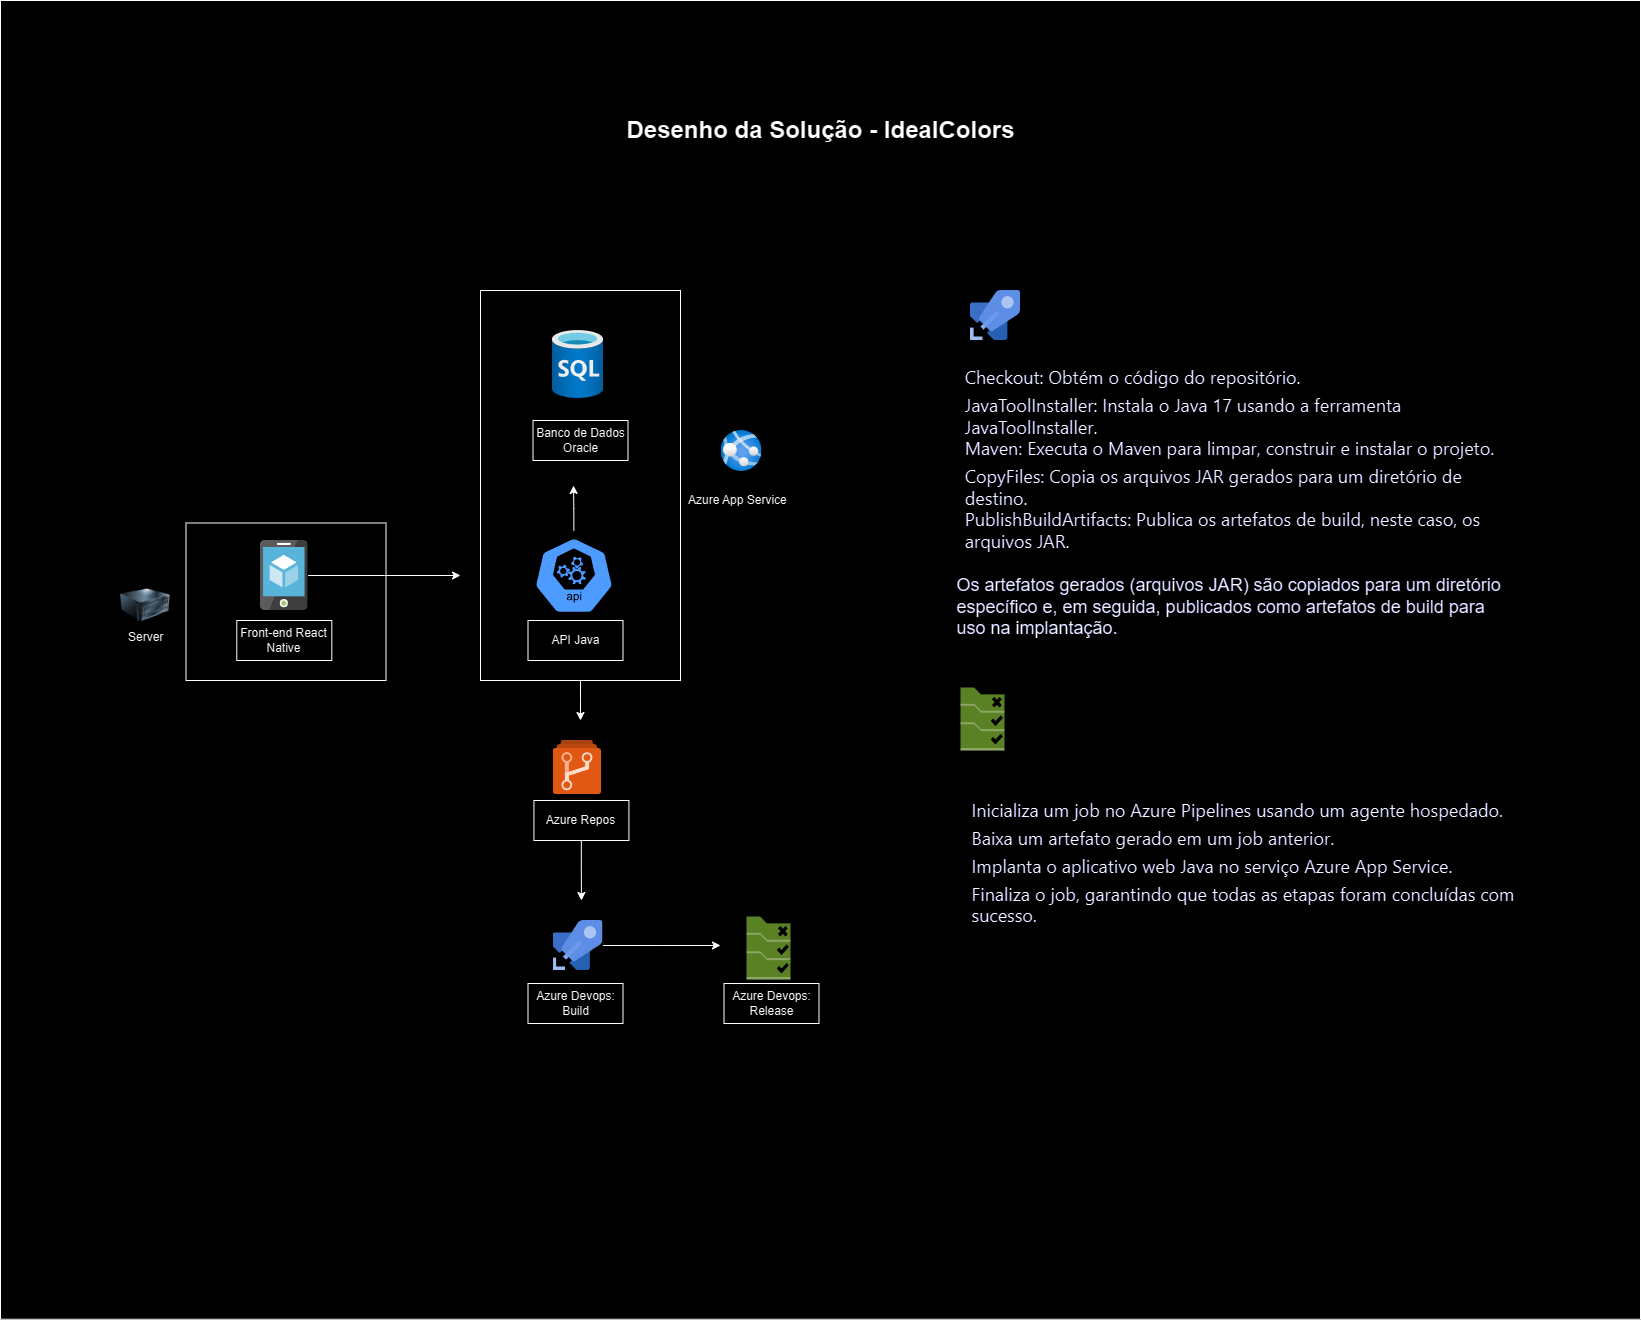 Desenho da Solução - IdealColors
SQL
Banco de Dados
Oracle
Azure App Service
api
API Java
Server
Front-end React
Native
Azure Repos
Azure Devops:
Build
Azure Devops:
Release
Checkout: Obtém o código do repositório.
JavaToolInstaller: Instala o Java 17 usando a ferramenta
JavaToolInstaller.
Maven: Executa o Maven para limpar, construir e instalar o projeto.
CopyFiles: Copia os arquivos JAR gerados para um diretório de
destino.
PublishBuildArtifacts: Publica os artefatos de build, neste caso, os
arquivos JAR.
Os artefatos gerados (arquivos JAR) são copiados para um diretório
específico e, em seguida, publicados como artefatos de build para
uso na implantação.
Inicializa um job no Azure Pipelines usando um agente hospedado.
Baixa um artefato gerado em um job anterior.
Implanta o aplicativo web Java no serviço Azure App Service.
Finaliza o job, garantindo que todas as etapas foram concluídas com
sucesso.